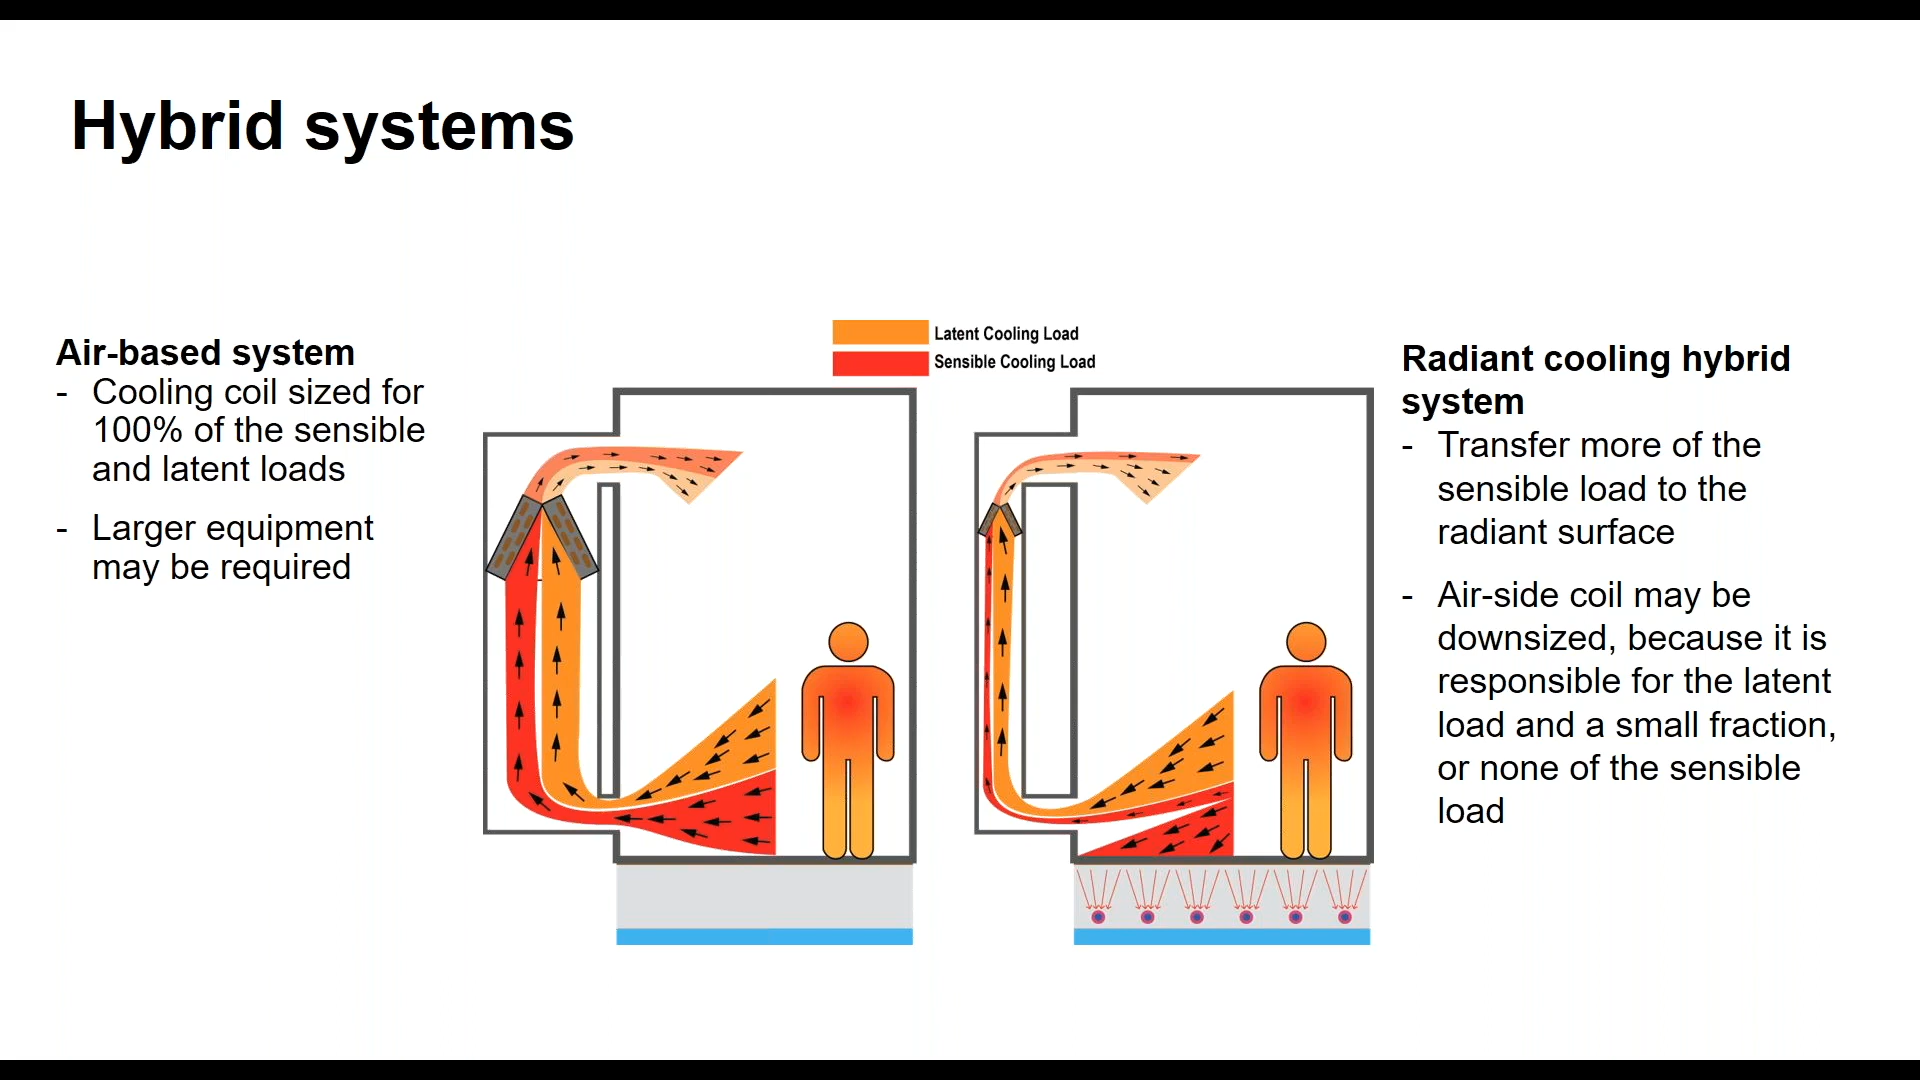 Hybrid systems
Air-based system
- Cooling coil sized for
100% of the sensible
and latent loads
- Larger equipment
may be required
Latent Cooling Load
Sensible Cooling Load
Radiant cooling hybrid
system
- Transfer more of the
sensible load to the
radiant surface
- Air-side coil may be
downsized, because it is
responsible for the latent
load and a small fraction,
or none of the sensible
load